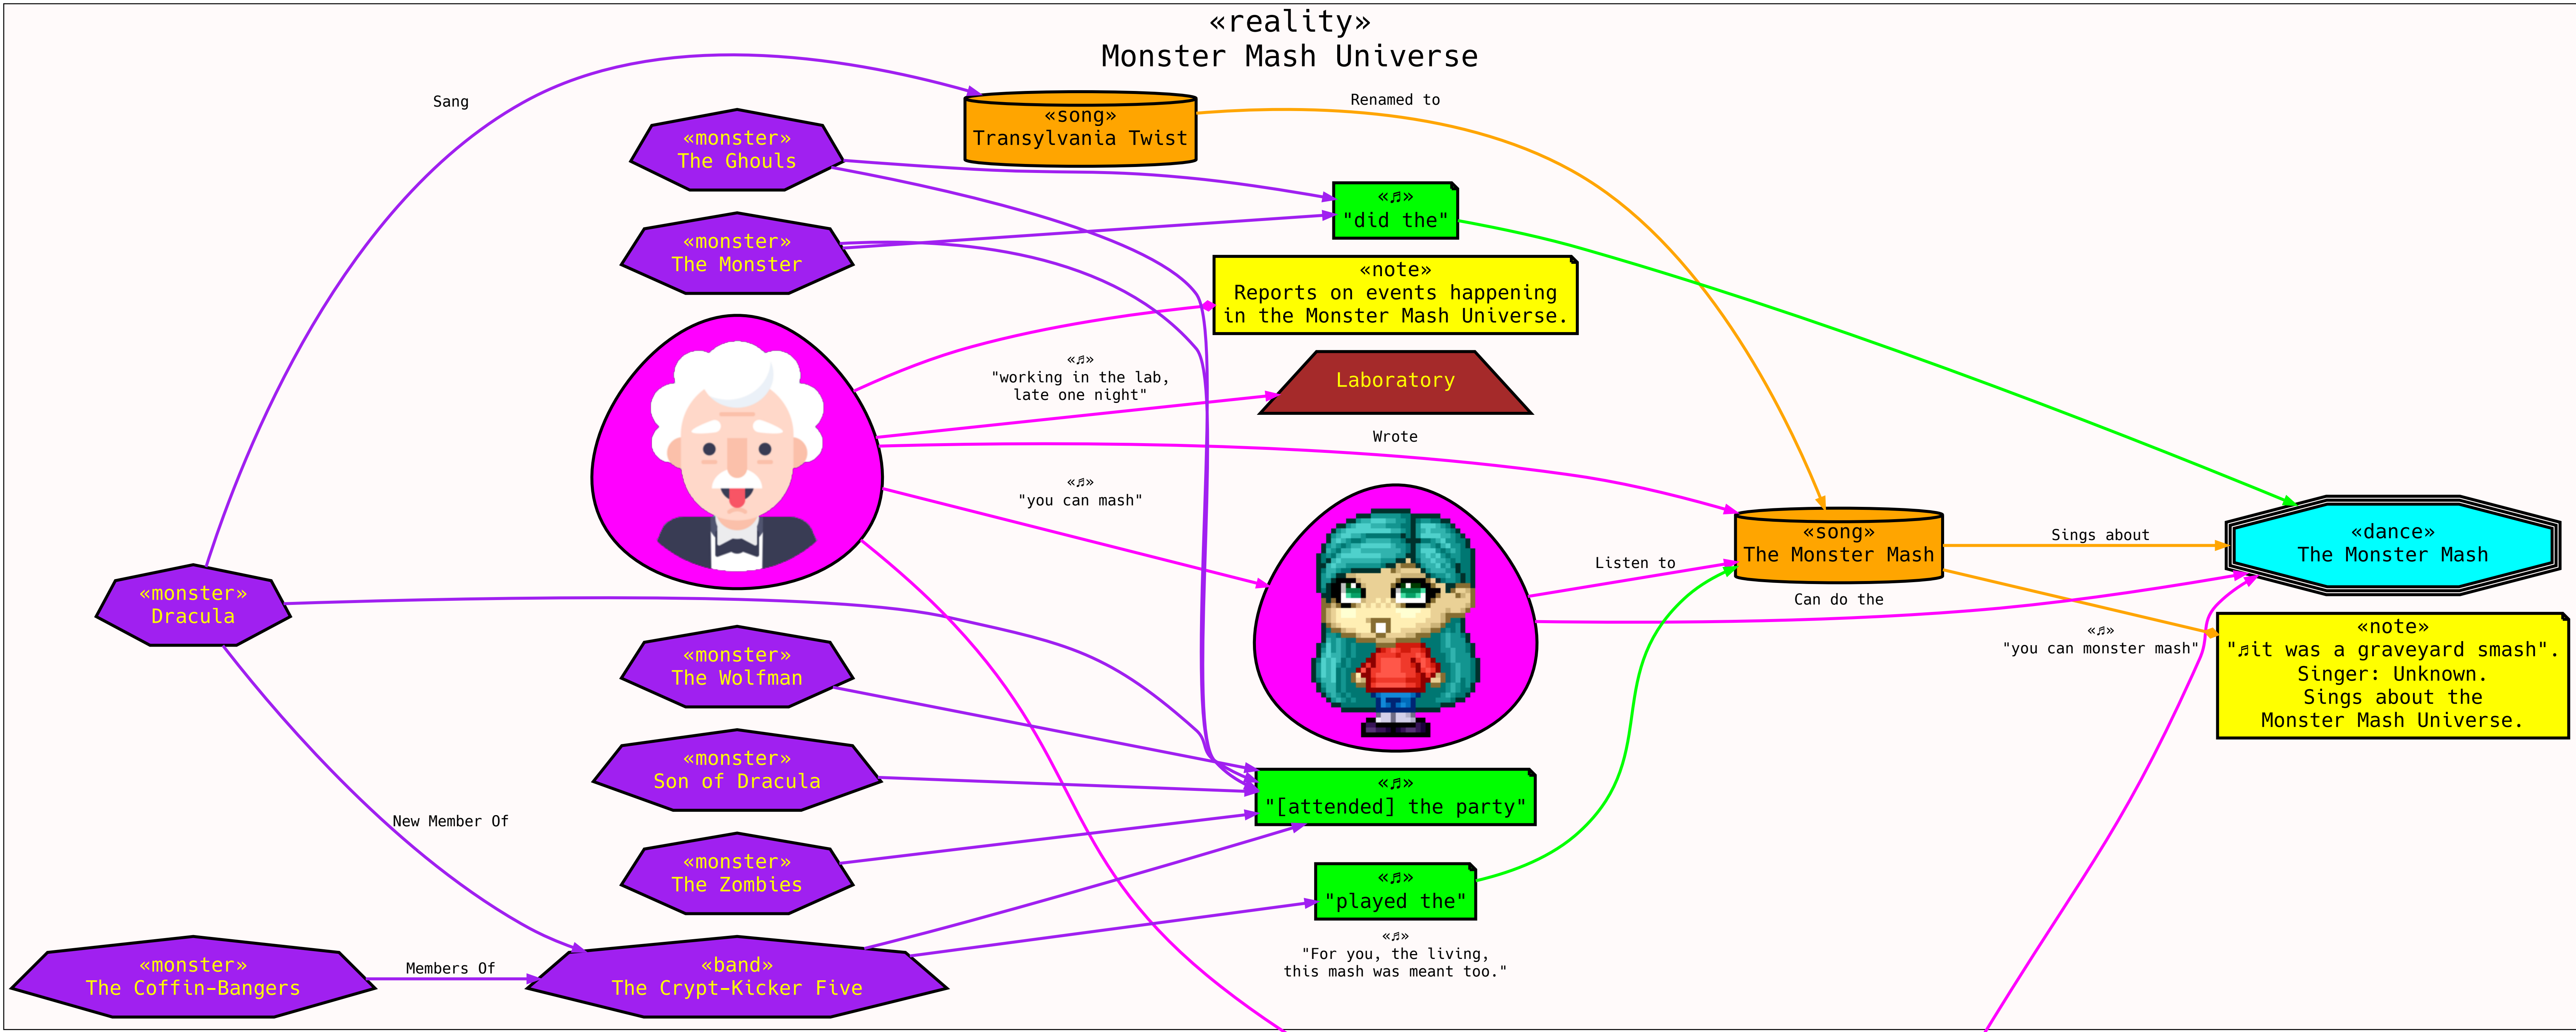 «reality»
Monster Mash Universe
Sang
«song»
Transylvania Twist
Renamed to
«monster»
The Ghouls
«♬»
"did the"
«monster»
The Monster
«note»
Reports on events happening
in the Monster Mash Universe.
«♬»
"working in the lab,
late one night"
Laboratory
Wrote
«♬»
"you can mash"
«song»
The Monster Mash
Sings about
«dance»
The Monster Mash
Listen to
Can do the
«♬»
"you can monster mash"
«note»
"♬it was a graveyard smash".
Singer: Unknown.
Sings about the
Monster Mash Universe.
«monster»
Dracula
«monster»
The Wolfman
«monster»
Son of Dracula
«♬»
"[attended] the party"
New Member Of
«monster»
The Zombies
«♬»
"played the"
«♬»
"For you, the living,
this mash was meant too."
«monster»
The Coffin-Bangers
Members Of
«band»
The Crypt-Kicker Five